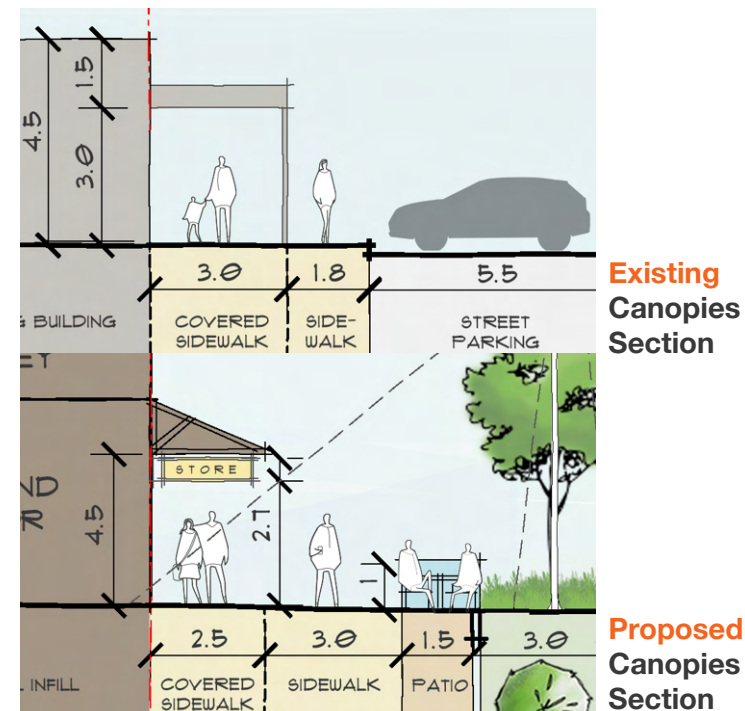 1.5
4.5
3.0
3.0 1.8 5.5
G BUILDING
COVERED
SIDEWALK
SIDE-
WALK
STREET
PARKING
Existing
Canopies
Section
STORE
4.5
2.7
1
2.5 3.0 1.5 3.0
INFILL
COVERED
SIDEWALK
SIDEWALK
PATIO
Proposed
Canopies
Section